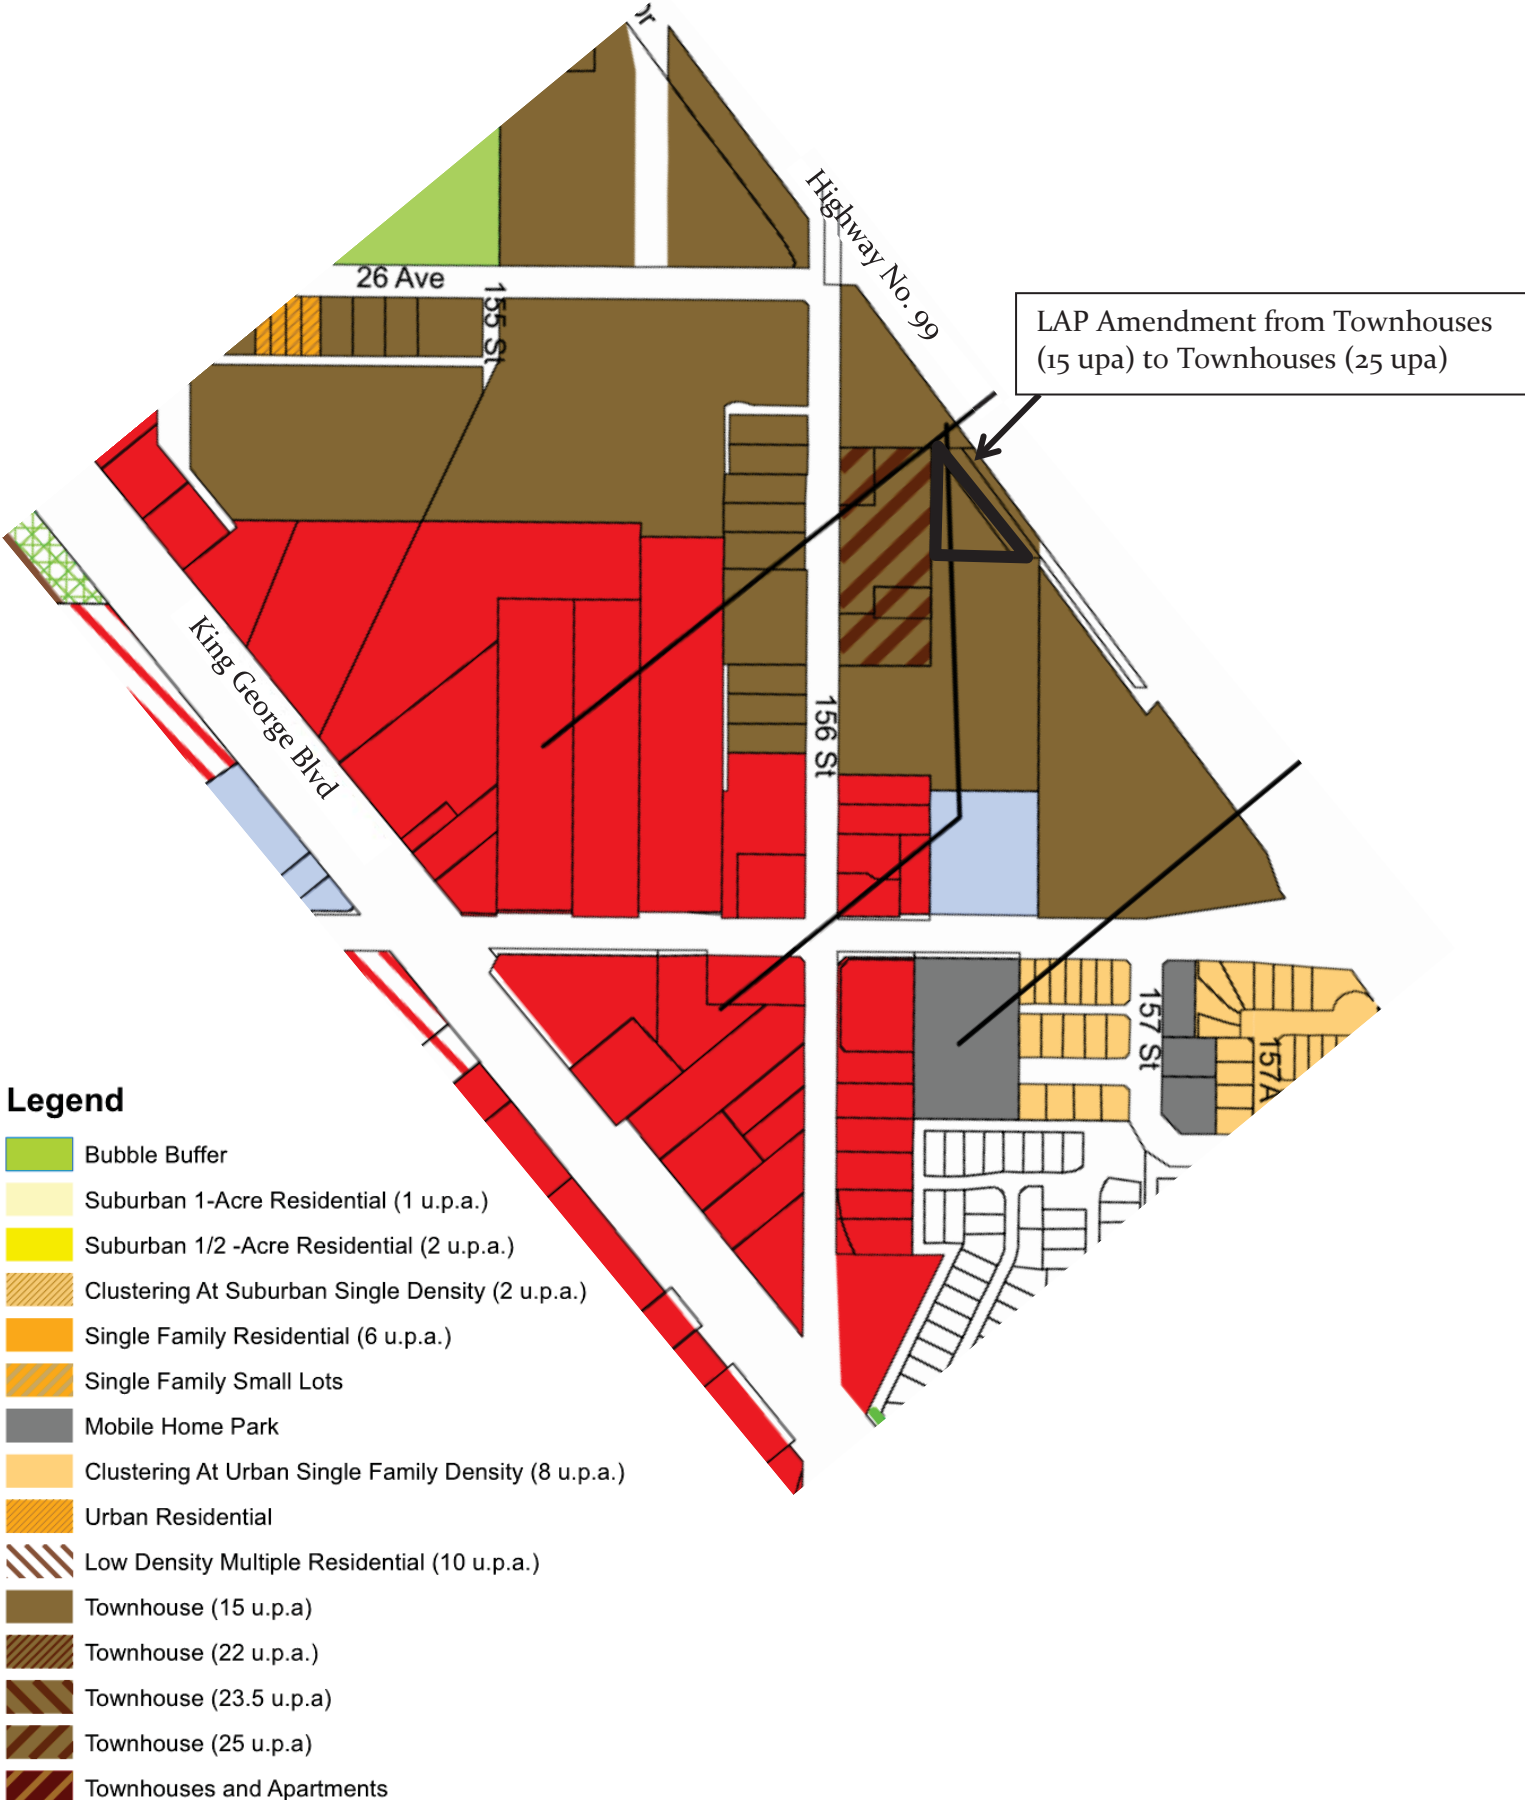 26 Ave
155 St
Highway No. 99
LAP Amendment from Townhouses
(15 upa) to Townhouses (25 upa)
King George Blvd
156 St
157 St
157A
Legend
Bubble Buffer
Suburban 1-Acre Residential (1 u.p.a.)
Suburban 1/2 -Acre Residential (2 u.p.a.)
Clustering At Suburban Single Density (2 u.p.a.)
Single Family Residential (6 u.p.a.)
Single Family Small Lots
Mobile Home Park
Clustering At Urban Single Family Density (8 u.p.a.)
Urban Residential
Low Density Multiple Residential (10 u.p.a.)
Townhouse (15 u.p.a)
Townhouse (22 u.p.a.)
Townhouse (23.5 u.p.a)
Townhouse (25 u.p.a)
Townhouses and Apartments